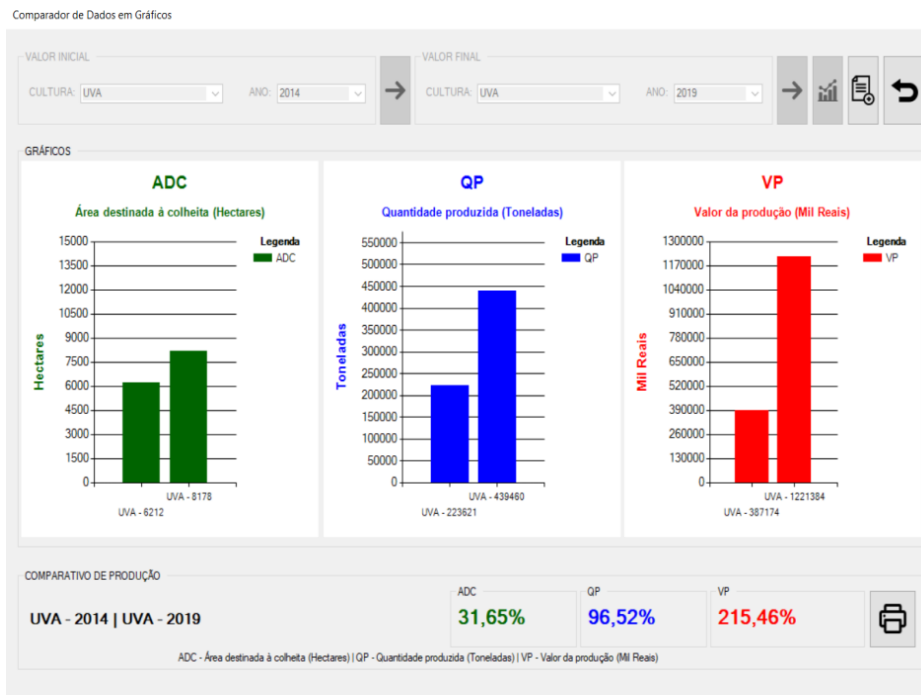 Comparador de Dados em Gráficos
VALOR INICIAL
CULTURA: UVA
ANO: 2014
VALOR FINAL
CULTURA: UVA
ANO: 2019
GRÁFICOS
ADC
Área destinada à colheita (Hectares)
Legenda
ADC
Hectares
15000
13500
12000
10500
9000
7500
6000
4500
3000
1500
0
UVA - 8178
UVA - 6212
QP
Quantidade produzida (Toneladas)
Legenda
QP
Toneladas
550000
500000
450000
400000
350000
300000
250000
200000
150000
100000
50000
0
UVA - 439460
UVA - 223621
VP
Valor da produção (Mil Reais)
Legenda
VP
Mil Reais
1300000
1170000
1040000
910000
780000
650000
520000
390000
260000
130000
0
UVA - 1221384
UVA - 387174
COMPARATIVO DE PRODUÇÃO
UVA - 2014 | UVA - 2019
ADC
31,65%
QP
96,52%
VP
215,46%
ADC - Área destinada à colheita (Hectares) | QP - Quantidade produzida (Toneladas) | VP - Valor da produção (Mil Reais)